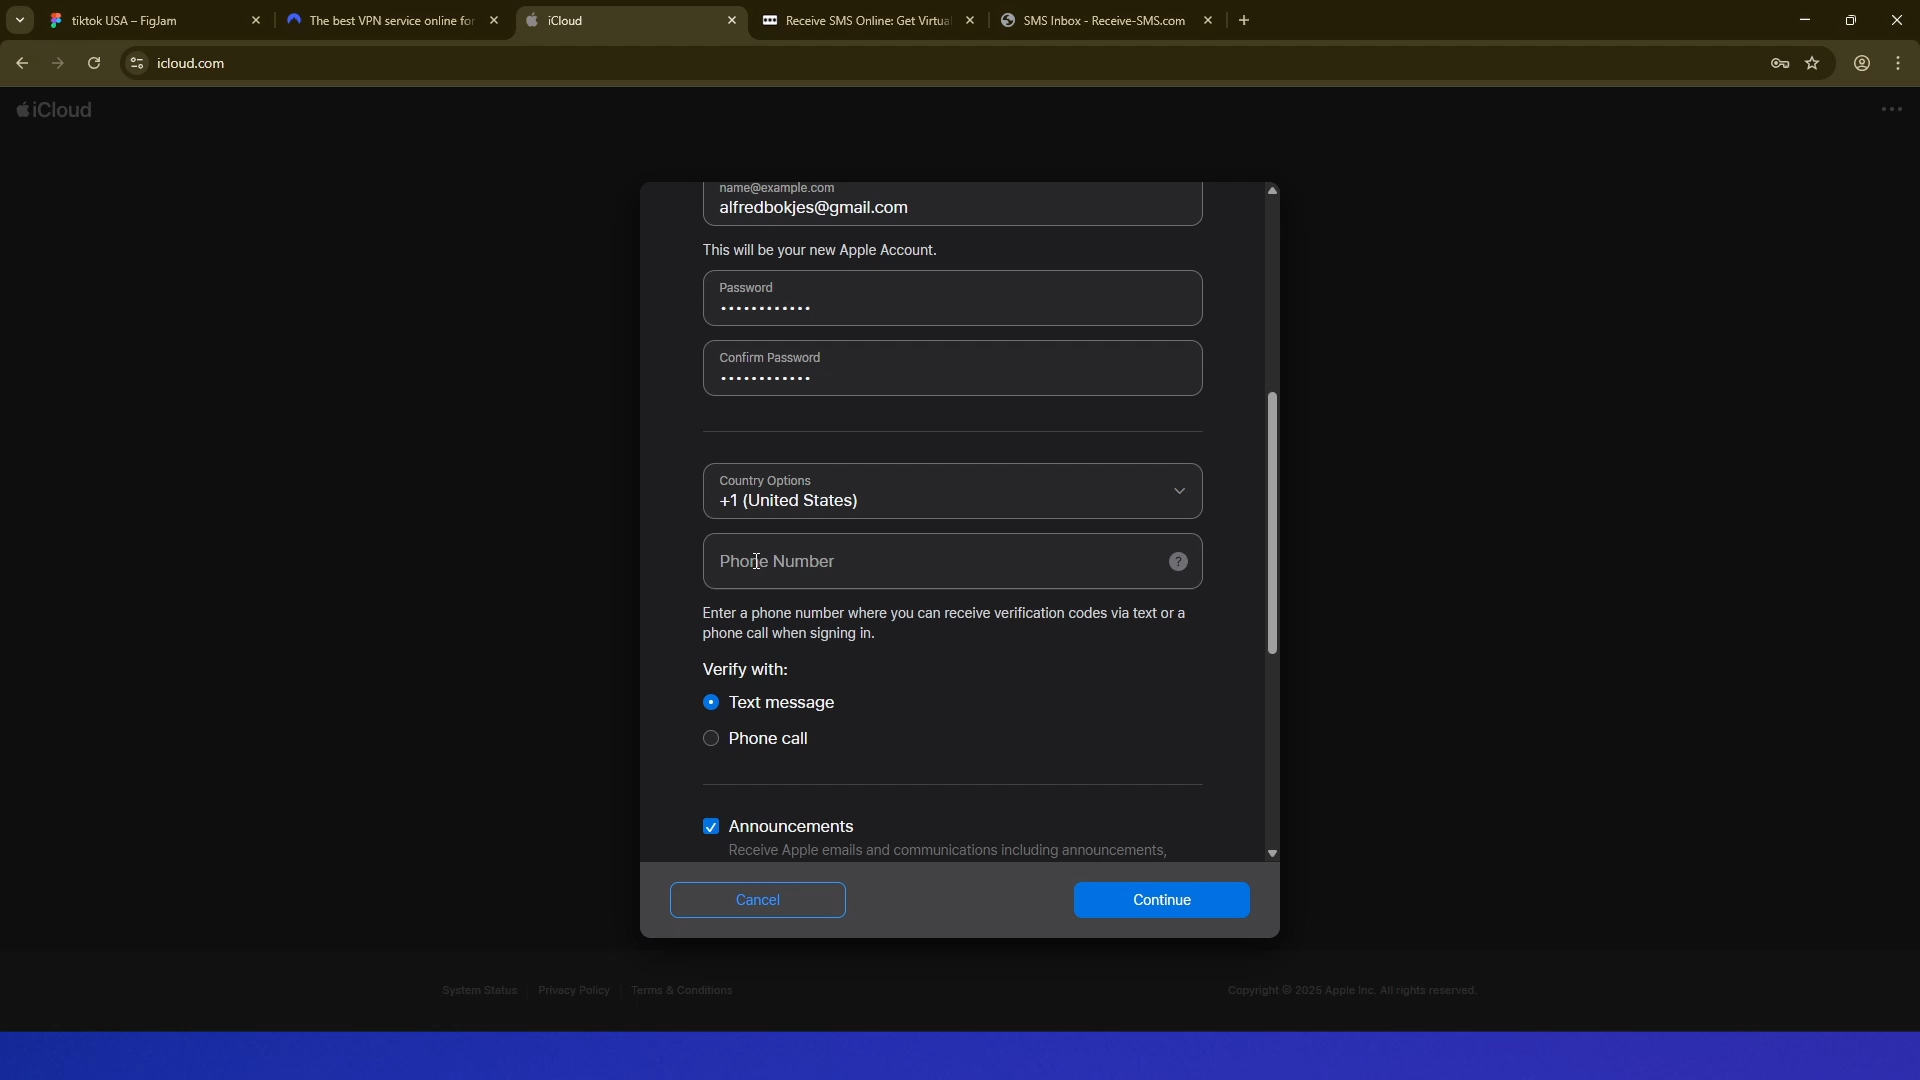 tiktok USA – FigJam
The best VPN service online for
iCloud
Receive SMS Online: Get Virtua
SMS Inbox - Receive-SMS.com
icloud.com
iCloud
name@example.com
alfredbokjes@gmail.com
This will be your new Apple Account.
Password
••••••••••••
Confirm Password
••••••••••••
Country Options
+1 (United States)
Phone Number
?
Enter a phone number where you can receive verification codes via text or a
phone call when signing in.
Verify with:
Text message
Phone call
Announcements
Receive Apple emails and communications including announcements,
Cancel
Continue
System Status
Privacy Policy
Terms & Conditions
Copyright © 2025 Apple Inc. All rights reserved.